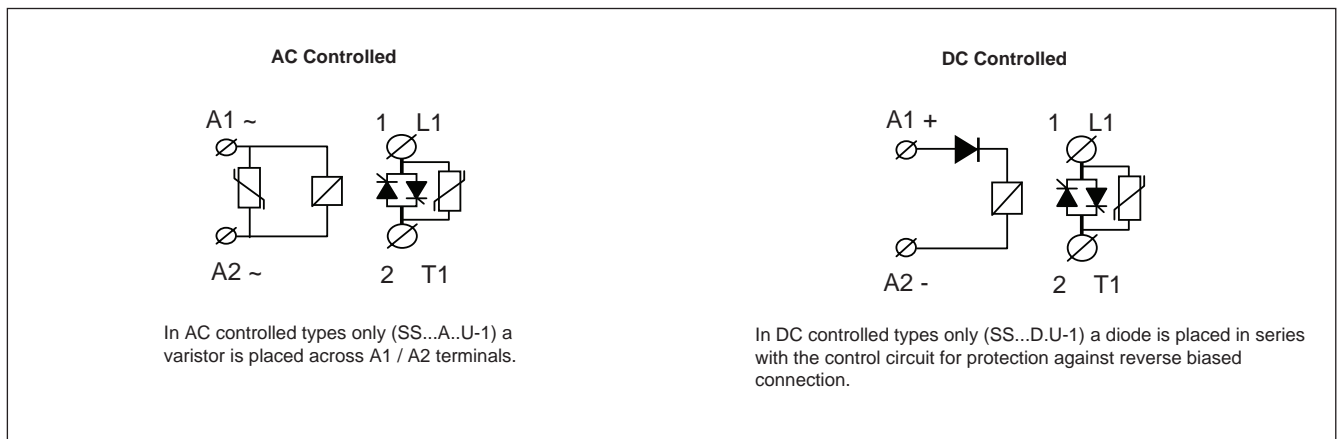 AC Controlled
A1 ~
1 L1
A2 ~
2 T1
In AC controlled types only (SS...A..U-1) a
varistor is placed across A1 / A2 terminals.
DC Controlled
A1 +
1 L1
A2 -
2 T1
In DC controlled types only (SS...D.U-1) a diode is placed in series
with the control circuit for protection against reverse biased
connection.